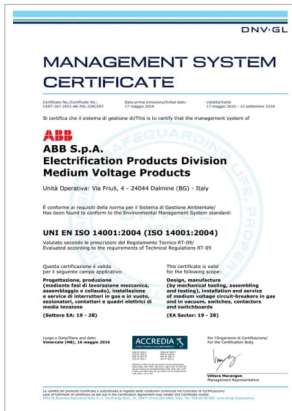 DNV·GL
MANAGEMENT SYSTEM
CERTIFICATE
Certificato No./Certificate No.:
Data prima emissione/Initial date:
17 maggio 2016
Validità/Valid:
17 maggio 2016 - 15 settembre 2018
Si certifica che il sistema di gestione di/This is to certify that the management system of
ABB
ABB S.p.A.
Electrification Products Division
Medium Voltage Products
Unità Operativa: Via Friuli, 4 - 24044 Dalmine (BG) - Italy
È conforme ai requisiti della norma per il Sistema di Gestione Ambientale/
Has been found to conform to the Environmental Management System standard:
UNI EN ISO 14001:2004 (ISO 14001:2004)
Valutato secondo le prescrizioni del Regolamento Tecnico RT-09/
Evaluated according to the requirements of Technical Regulations RT-09
Questa certificazione è valida
per il seguente campo applicativo:
Progettazione, produzione
(mediante fasi di lavorazione meccanica,
assemblaggio e collaudo), installazione
e service di interruttori in gas e in vuoto,
sezionatori, contattori e quadri elettrici di
media tensione
(Settore EA: 19 - 28)
This certificate is valid
for the following scope:
Design, manufacture
(by mechanical tooling, assembling
and testing), installation and service
of medium voltage circuit-breakers in gas
and in vacuum, switches, contactors
and switchboards
(EA Sector: 19 - 28)
Luogo e Data/Place and date:
Vimercate (MB), 16 maggio 2016
ACCREDIA
Per l'Organismo di Certificazione/
For the Certification Body
Vittore Marangon
Management Representative